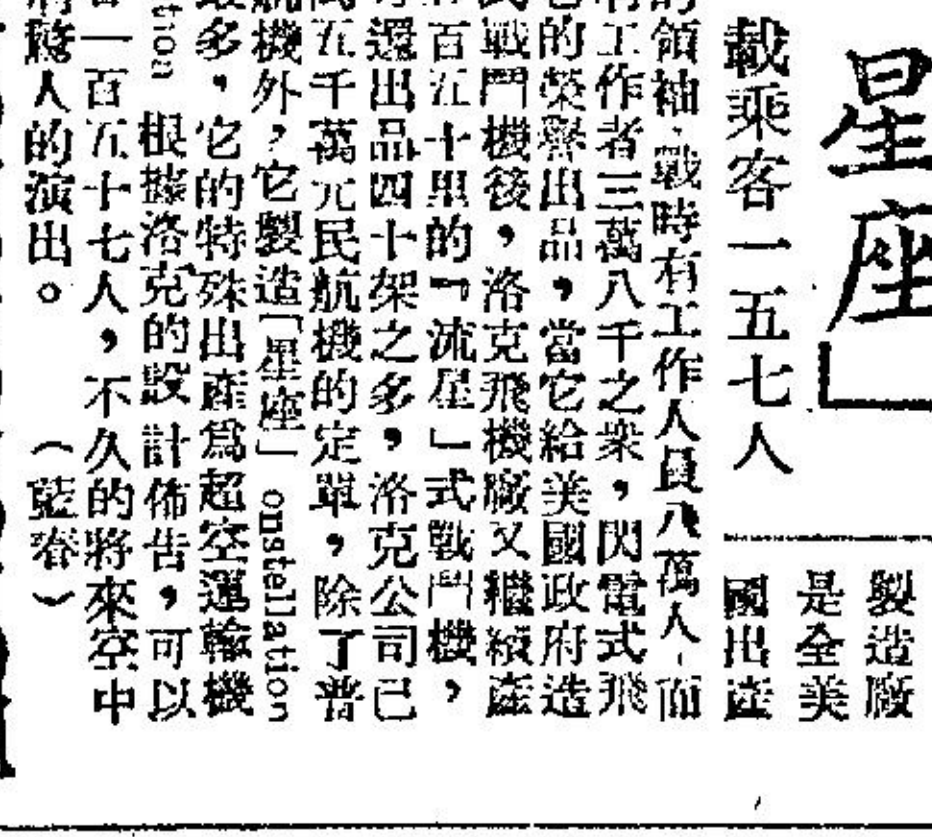 星座」
載乘客一五七人
製造廠
是全美
國出產
的領袖．戰時有工作人員八萬人，而
工作者三萬八千之衆，閃電式飛
它的榮譽出品，當它給美國政府造
戰鬥機後，洛克飛機廠又繼續產
百五十里的『流星』式戰鬥機，
還出品四十架之多，洛克公司已
五千萬元民航機的定單，除了普
航機外，它製造「星座」onstellation
最多，它的特殊出產爲超空運輸機
tion 根據洛克的設計佈告，可以
一百五十七人，不久的將來空中
驚人的演出。（藍眷）